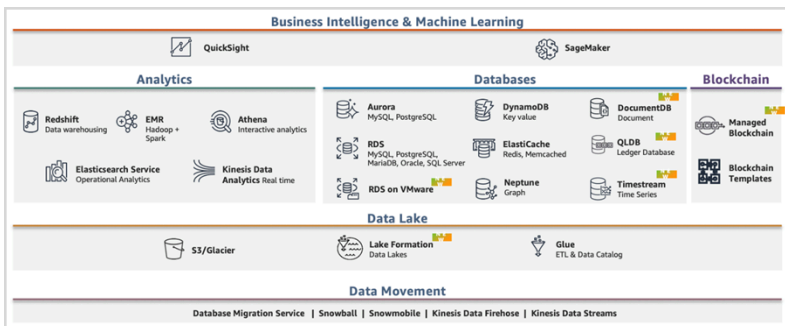 Business Intelligence & Machine Learning
QuickSight
SageMaker
Analytics
Redshift
Data warehousing
EMR
Hadoop +
Spark
Athena
Interactive analytics
Elasticsearch Service
Operational Analytics
Kinesis Data
Analytics Real time
Databases
Aurora
MySQL, PostgreSQL
DynamoDB
Key value
DocumentDB
Document
RDS
MySQL, PostgreSQL,
MariaDB, Oracle, SQL Server
ElastiCache
Redis, Memcached
QLDB
Ledger Database
RDS on VMware
Neptune
Graph
Timestream
Time Series
Blockchain
Managed
Blockchain
Blockchain
Templates
Data Lake
S3/Glacier
Lake Formation
Data Lakes
Glue
ETL & Data Catalog
Data Movement
Database Migration Service | Snowball | Snowmobile | Kinesis Data Firehose | Kinesis Data Streams